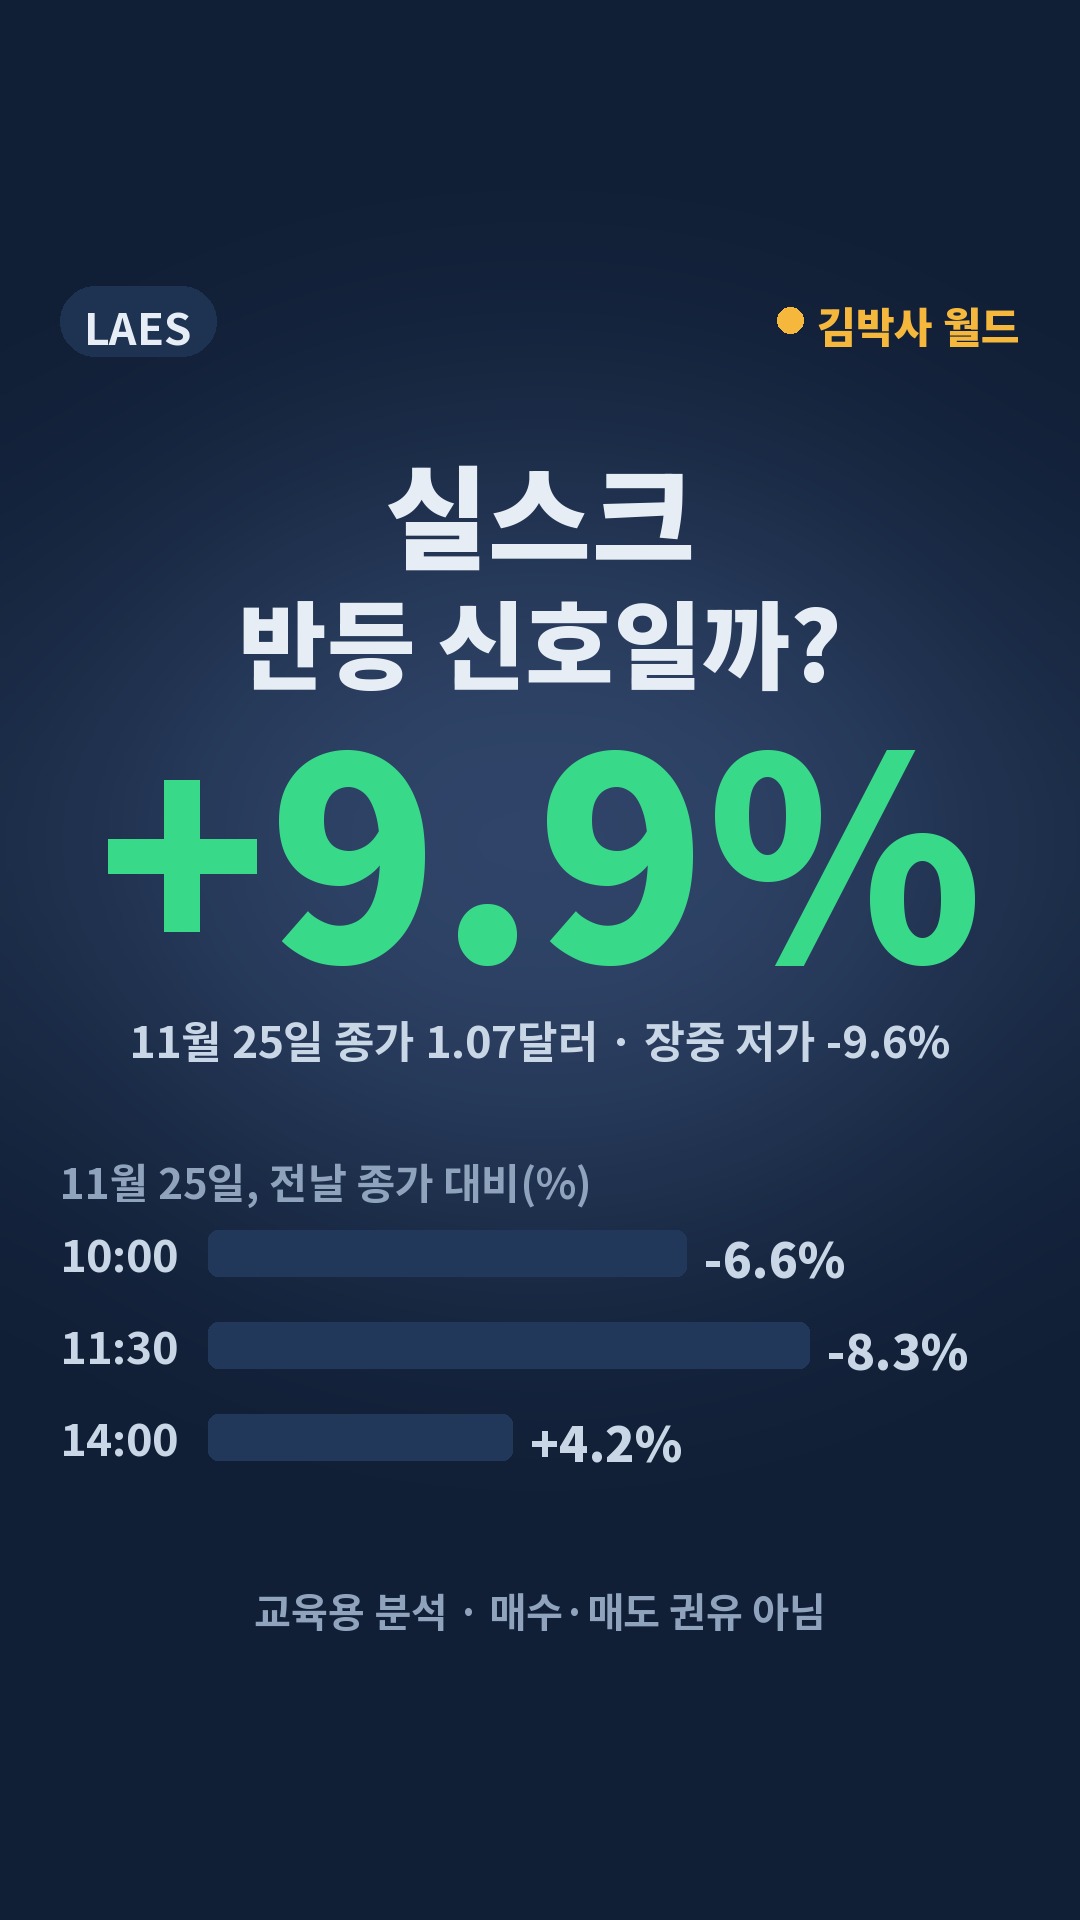 LAES
김박사 월드
실스크
반등 신호일까?
+9.9%
11월 25일 종가 1.07달러 · 장중 저가 -9.6%
11월 25일, 전날 종가 대비(%)
10:00 -6.6%
11:30 -8.3%
14:00 +4.2%
교육용 분석 · 매수·매도 권유 아님